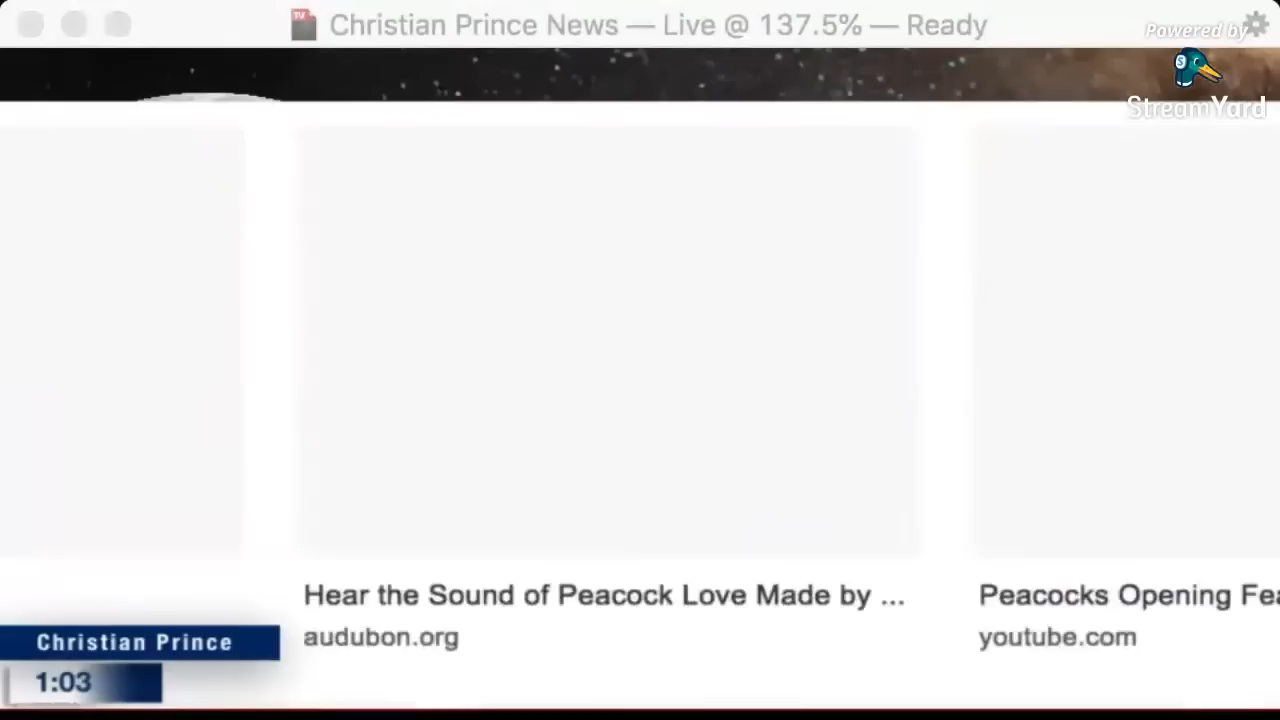 Christian Prince News — Live @ 137.5% — Ready
Powered by
StreamYard
Hear the Sound of Peacock Love Made by ...
audubon.org
Peacocks Opening Fea
youtube.com
Christian Prince
1:03